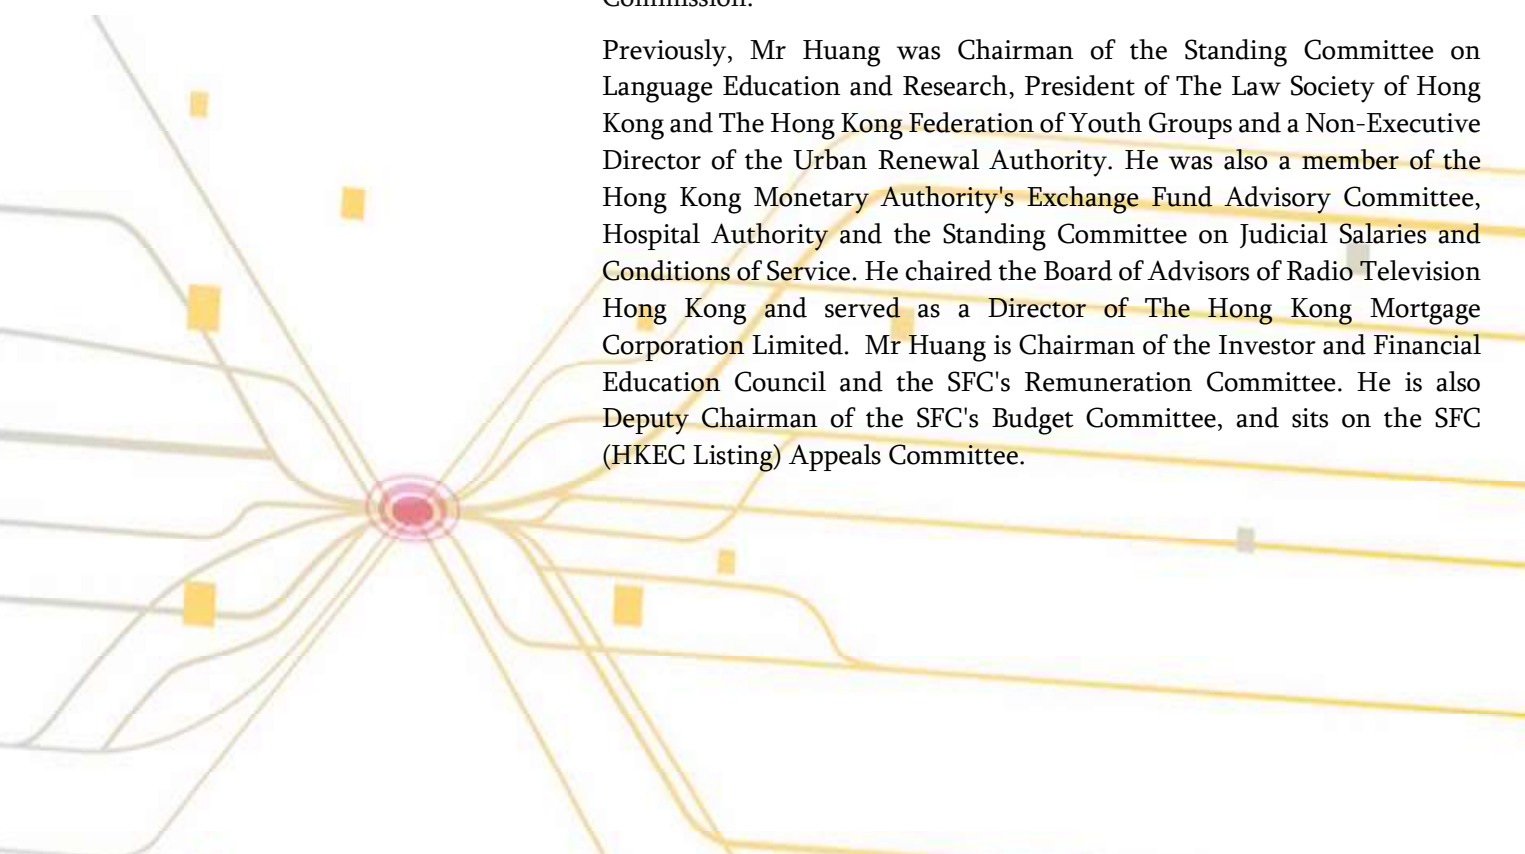 Commission.
Previously, Mr Huang was Chairman of the Standing Committee on
Language Education and Research, President of The Law Society of Hong
Kong and The Hong Kong Federation of Youth Groups and a Non-Executive
Director of the Urban Renewal Authority. He was also a member of the
Hong Kong Monetary Authority's Exchange Fund Advisory Committee,
Hospital Authority and the Standing Committee on Judicial Salaries and
Conditions of Service. He chaired the Board of Advisors of Radio Television
Hong Kong and served as a Director of The Hong Kong Mortgage
Corporation Limited.  Mr Huang is Chairman of the Investor and Financial
Education Council and the SFC's Remuneration Committee. He is also
Deputy Chairman of the SFC's Budget Committee, and sits on the SFC
(HKEC Listing) Appeals Committee.